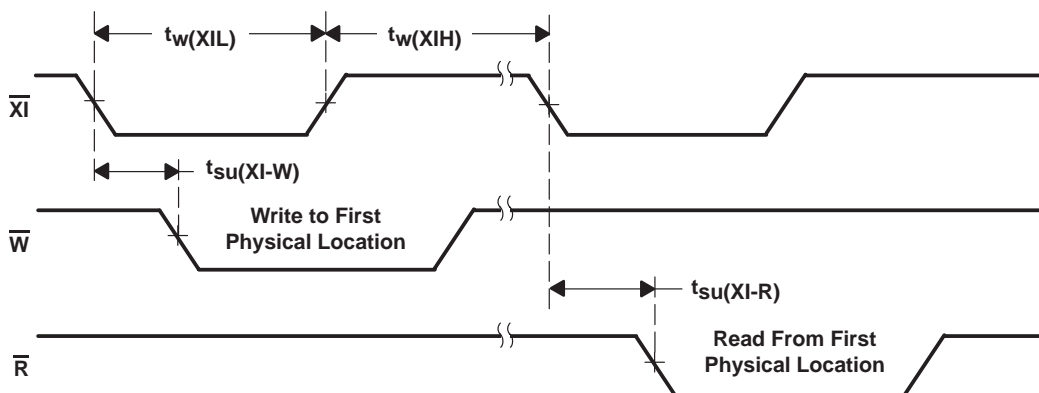 tw(XIL)
tw(XIH)
XI
tsu(XI-W)
Write to First
Physical Location
W
tsu(XI-R)
Read From First
Physical Location
R